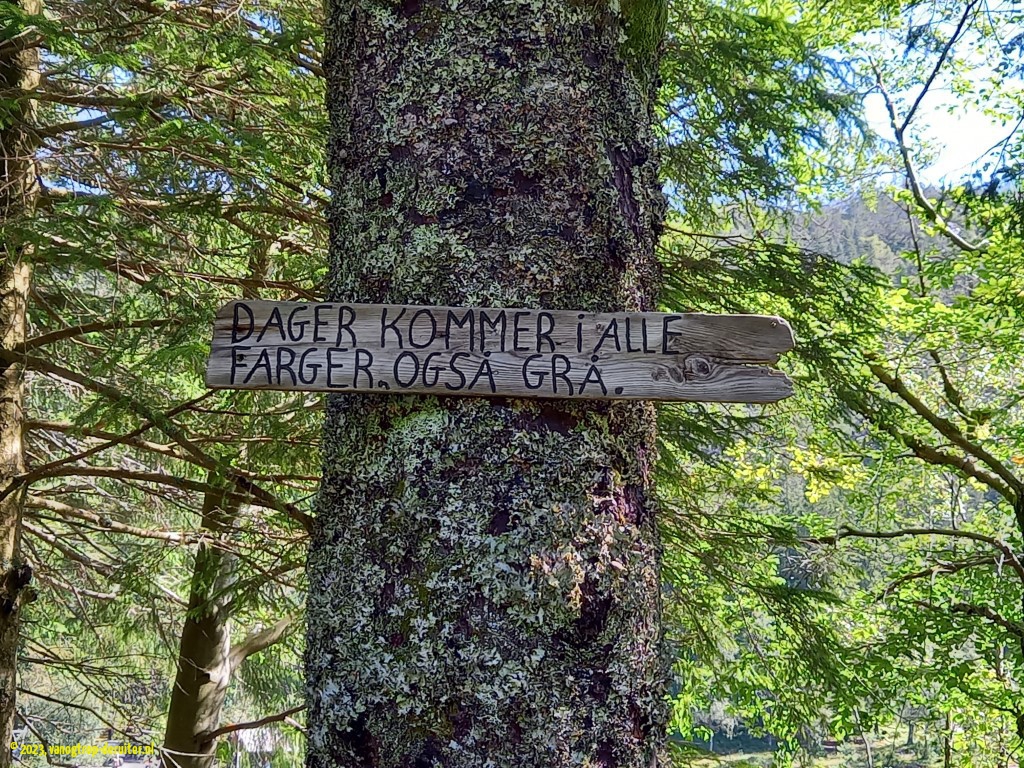 DAGER KOMMER i ALLE
FARGER. OGSÅ GRÅ.
© 2023,